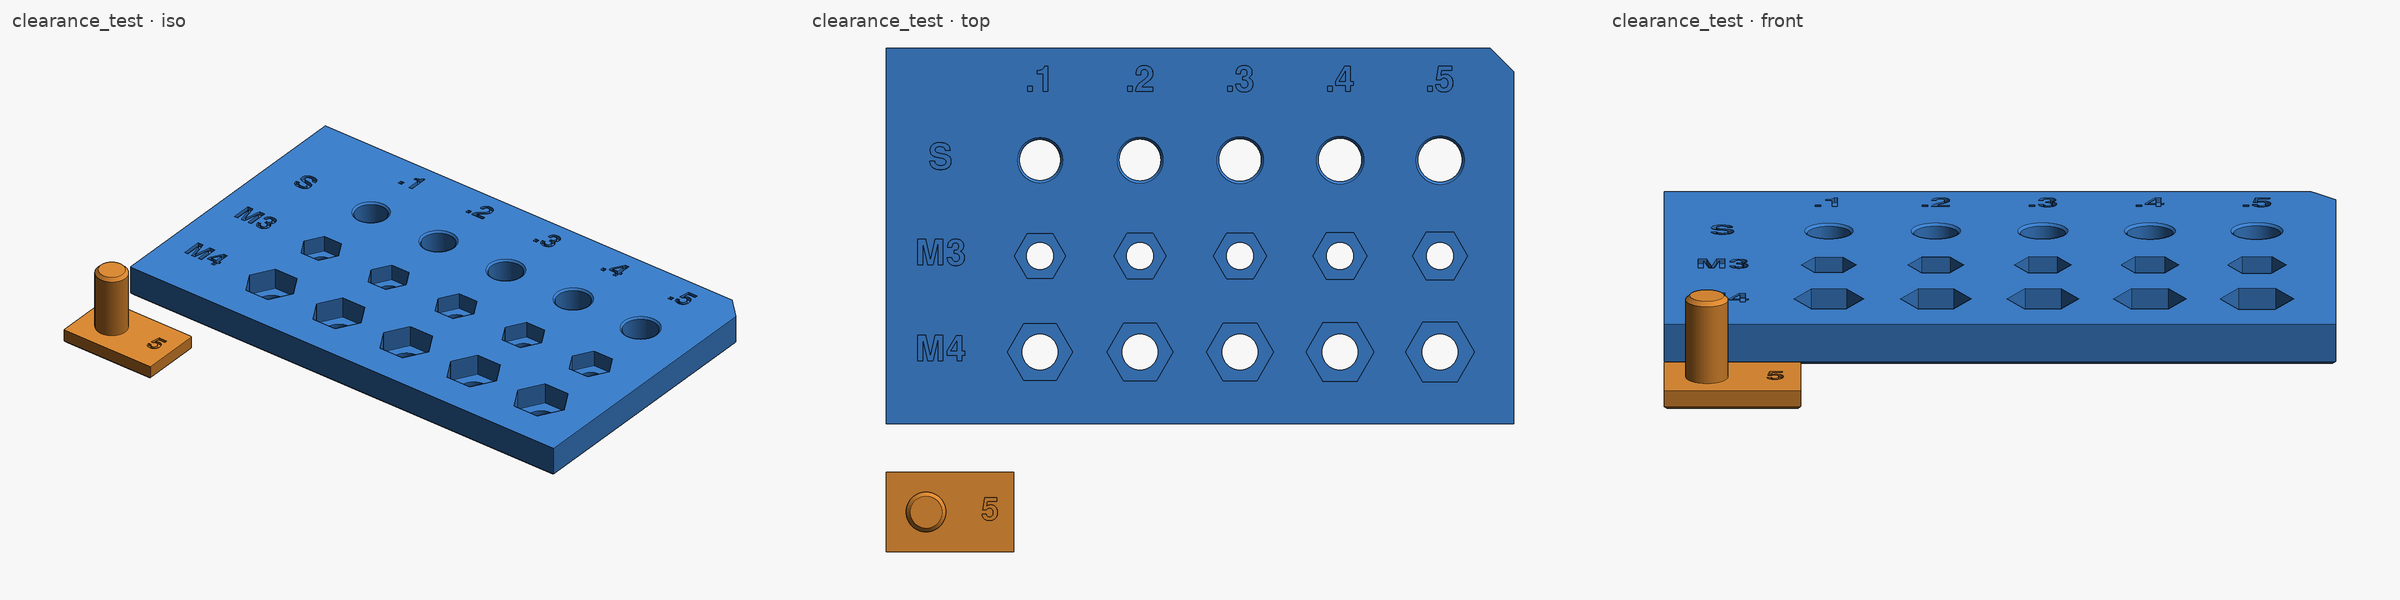 clearance_test · iso
S
.1
.2
.3
.4
.5
M3
M4
5
clearance_test · top
.1 .2 .3 .4 .5
S
M3
M4
5
clearance_test · front
.1 .2 .3 .4 .5
S
M3
5